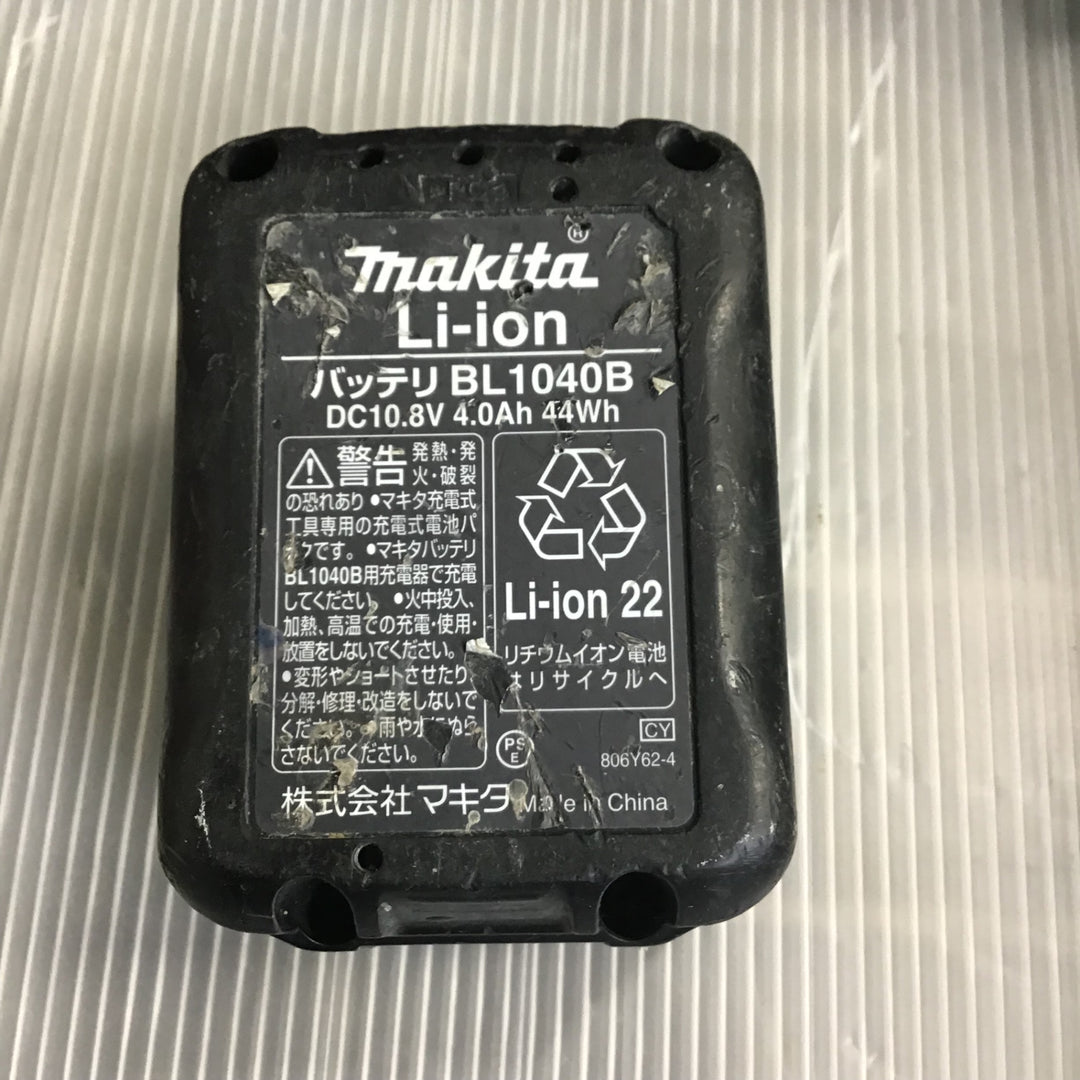 makita®
Li-ion
バッテリ BL1040B
DC10.8V 4.0Ah 44Wh
警告 発熱・発
火・破裂
の恐れあり ●マキタ充電式
工具専用の充電式電池パ
です。●マキタバッテリ
BL1040B用充電器で充電
してください。●火中投入、
加熱、高温での充電・使用・
放置をしないでください。
●変形やショートさせたり、
分解・修理・改造をしないで
ください。●雨や水にぬら
さないでください。
Li-ion 22
リチウムイオン電池
はリサイクルへ
PS
E
CY
806Y62-4
株式会社 マキタ Made in China